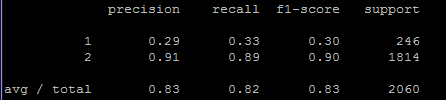 precision recall f1-score support
1 0.29 0.33 0.30 246
2 0.91 0.89 0.90 1814
avg / total 0.83 0.82 0.83 2060